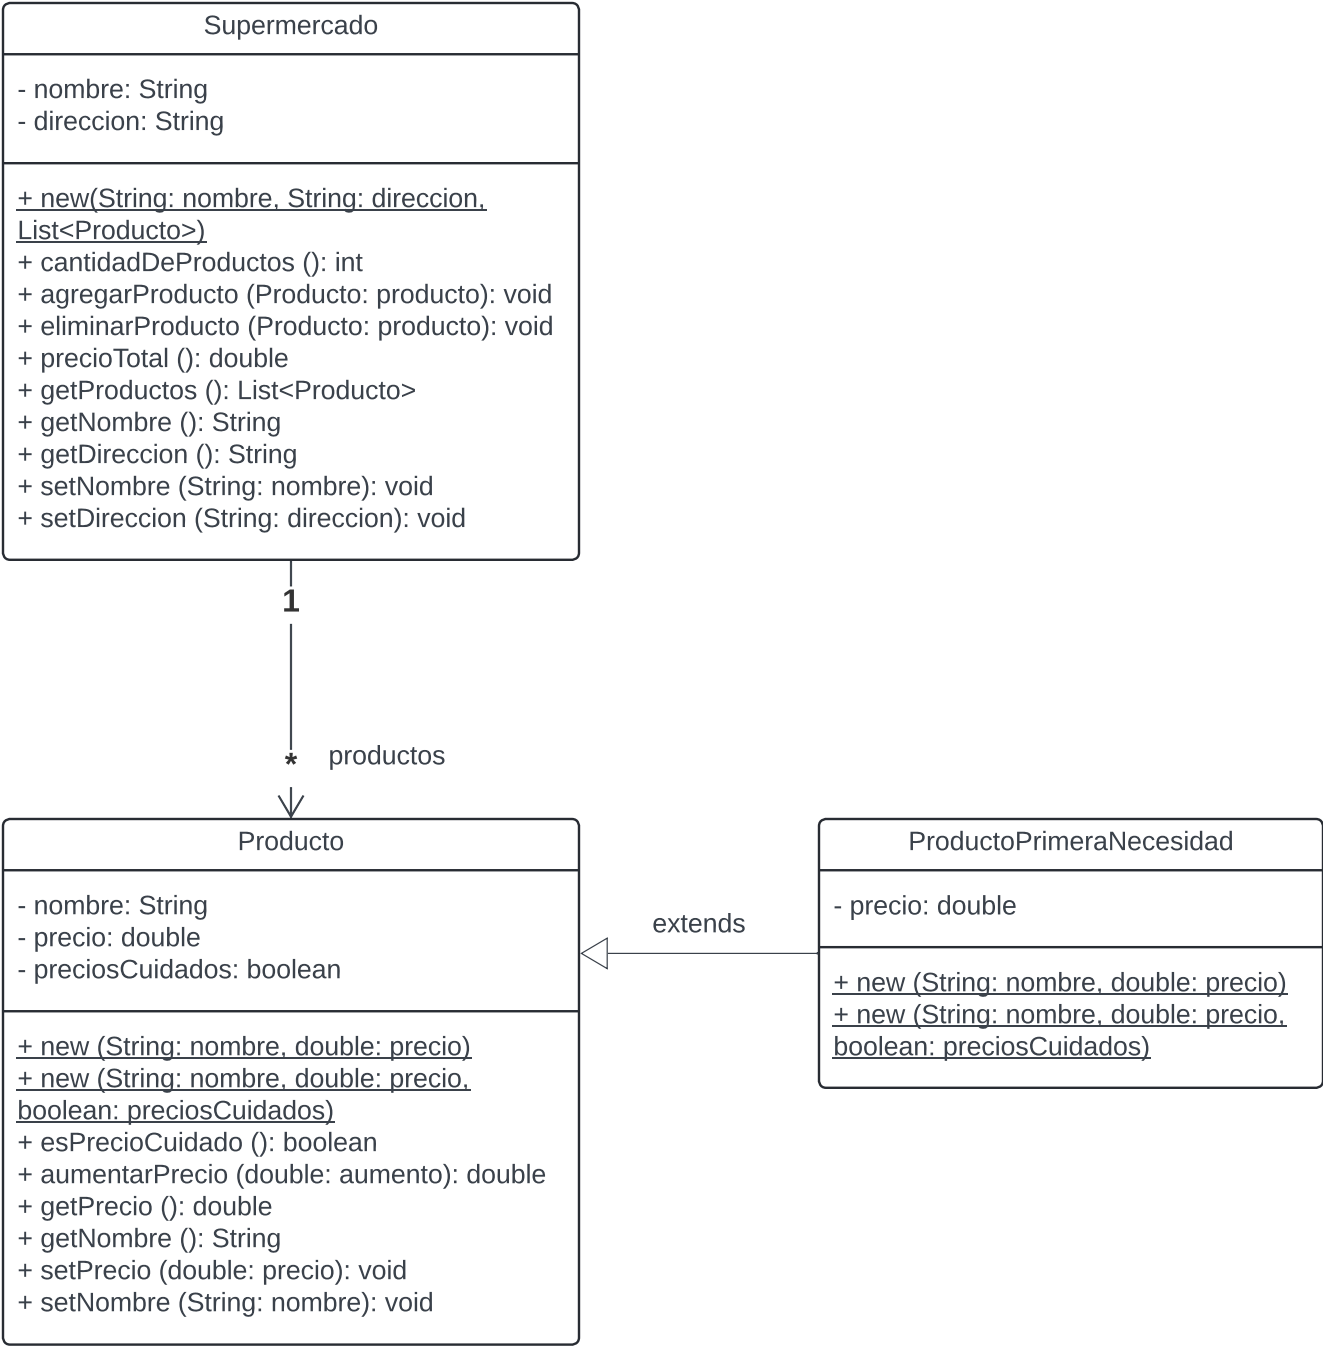 Supermercado
- nombre: String
- direccion: String
+ new(String: nombre, String: direccion,
List<Producto>)
+ cantidadDeProductos (): int
+ agregarProducto (Producto: producto): void
+ eliminarProducto (Producto: producto): void
+ precioTotal (): double
+ getProductos (): List<Producto>
+ getNombre (): String
+ getDireccion (): String
+ setNombre (String: nombre): void
+ setDireccion (String: direccion): void
1
* productos
Producto
- nombre: String
- precio: double
- preciosCuidados: boolean
+ new (String: nombre, double: precio)
+ new (String: nombre, double: precio,
boolean: preciosCuidados)
+ esPrecioCuidado (): boolean
+ aumentarPrecio (double: aumento): double
+ getPrecio (): double
+ getNombre (): String
+ setPrecio (double: precio): void
+ setNombre (String: nombre): void
extends
ProductoPrimeraNecesidad
- precio: double
+ new (String: nombre, double: precio)
+ new (String: nombre, double: precio,
boolean: preciosCuidados)